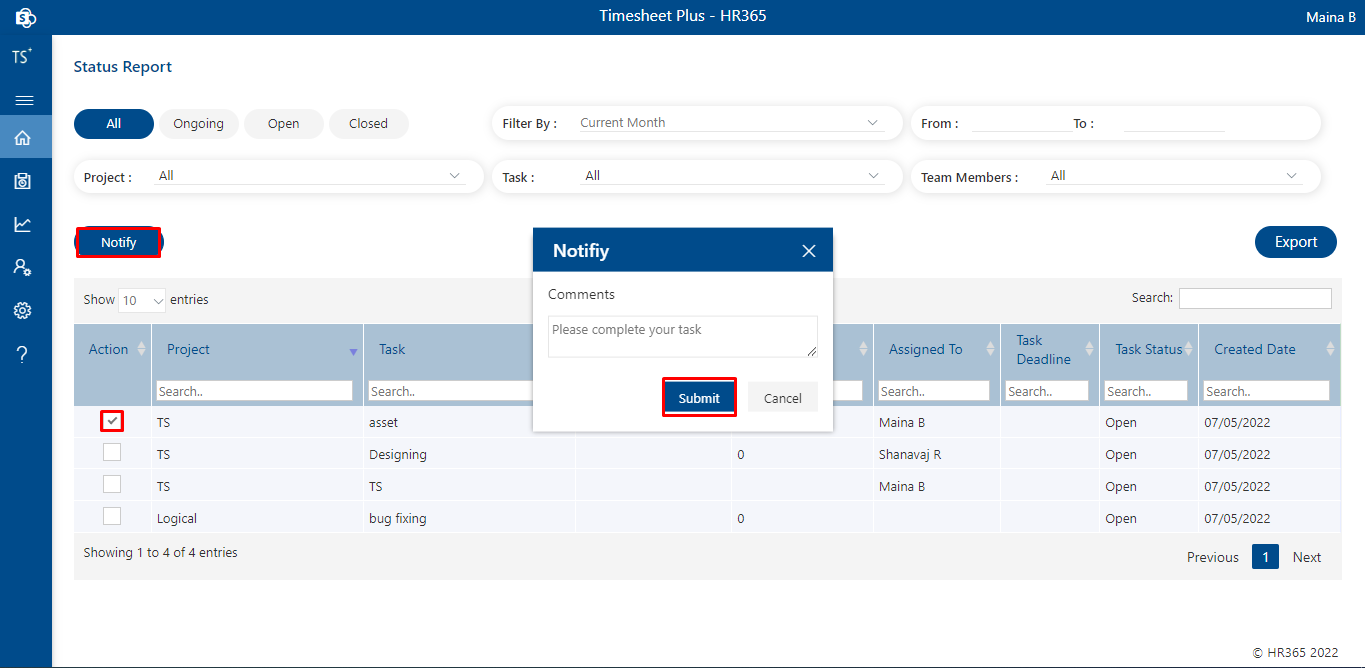 Timesheet Plus - HR365
Maina B
TS+
Status Report
All Ongoing Open Closed
Filter By : Current Month
From : To :
Project : All
Task : All
Team Members : All
Notify
Export
Notifiy
Comments
Please complete your task
Submit Cancel
Show 10 entries
Search:
Action Project Task Assigned To Task Deadline Task Status Created Date
Search.. Search.. Search.. Search.. Search.. Search..
TS asset Maina B Open 07/05/2022
TS Designing 0 Shanavaj R Open 07/05/2022
TS TS Maina B Open 07/05/2022
Logical bug fixing 0 Open 07/05/2022
Showing 1 to 4 of 4 entries
Previous 1 Next
© HR365 2022